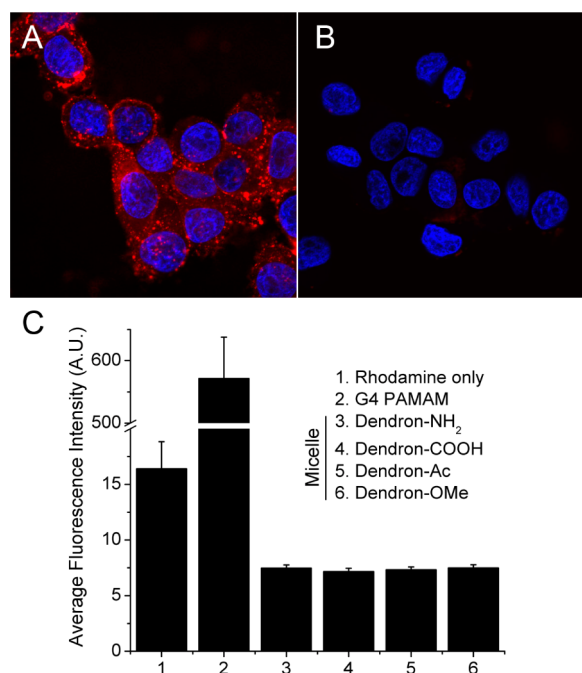 A
B
C
Average Fluorescence Intensity (A.U.)
600
500
15
10
5
0
1
2
3
4
5
6
1. Rhodamine only
2. G4 PAMAM
Micelle
3. Dendron-NH₂
4. Dendron-COOH
5. Dendron-Ac
6. Dendron-OMe